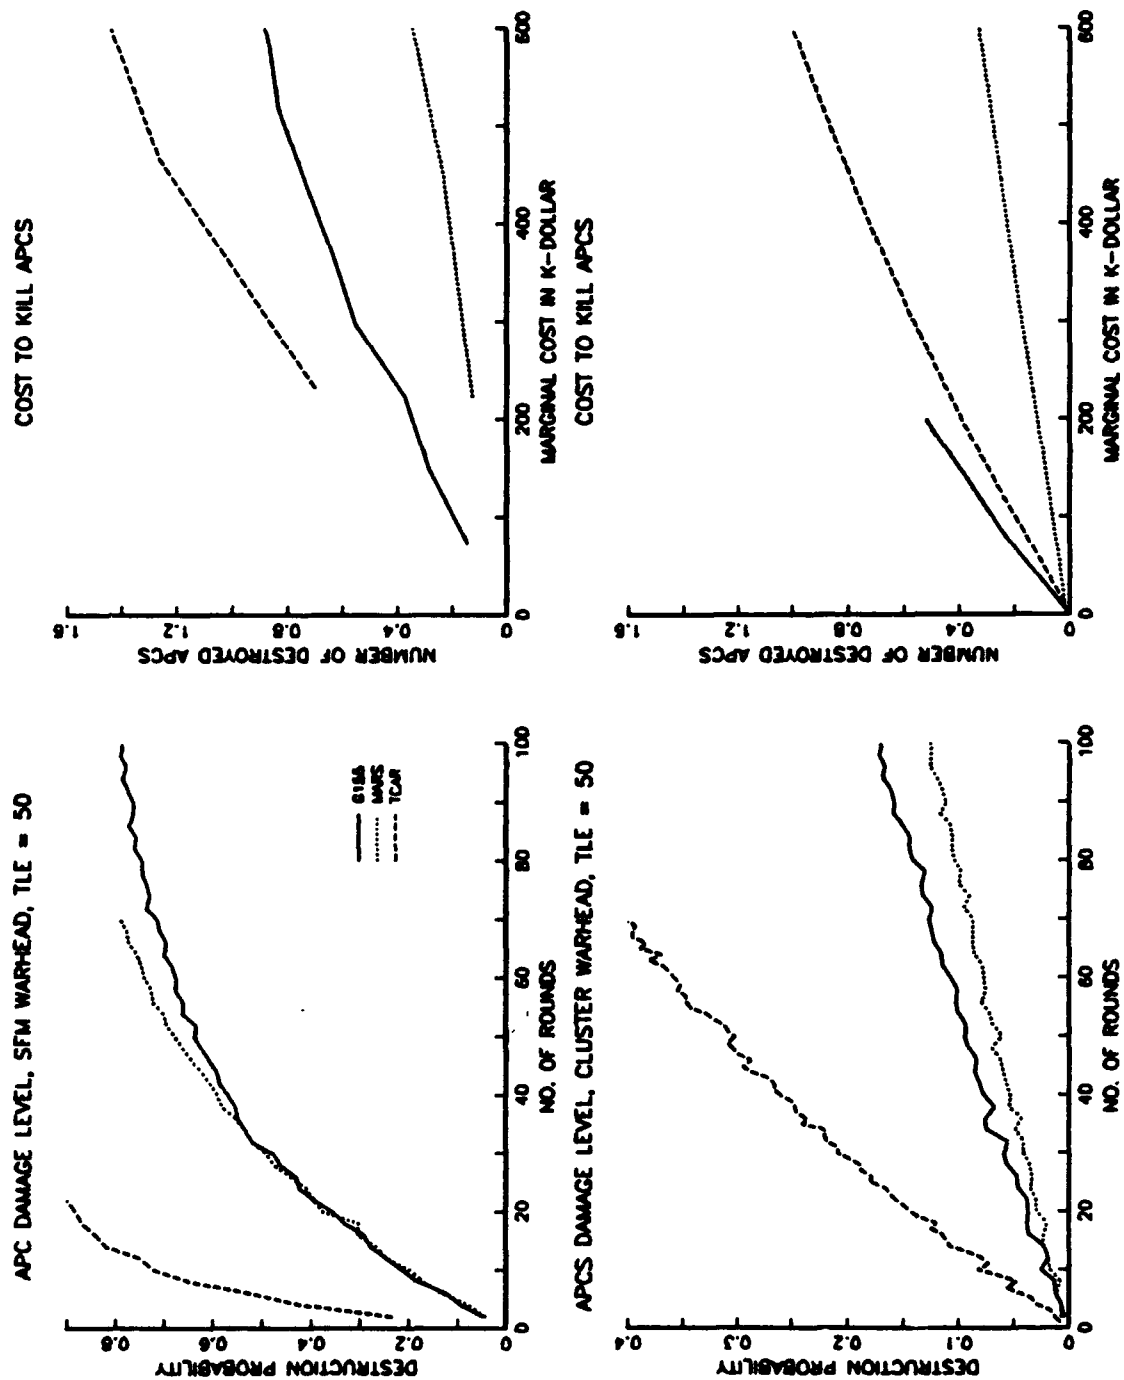 APC DAMAGE LEVEL, SFM WARHEAD, TLE = 50
DESTRUCTION PROBABILITY
0.8
0.6
0.4
0.2
0
0
20
40
60
80
100
NO. OF ROUNDS
MARS
TCAR
COST TO KILL APCS
NUMBER OF DESTROYED APCS
1.6
1.2
0.8
0.4
0
0
200
400
600
MARGINAL COST IN K-DOLLAR
APCS DAMAGE LEVEL, CLUSTER WARHEAD, TLE = 50
DESTRUCTION PROBABILITY
0.4
0.3
0.2
0.1
0
0
20
40
60
80
100
NO. OF ROUNDS
COST TO KILL APCS
NUMBER OF DESTROYED APCS
1.6
1.2
0.8
0.4
0
0
200
400
600
MARGINAL COST IN K-DOLLAR